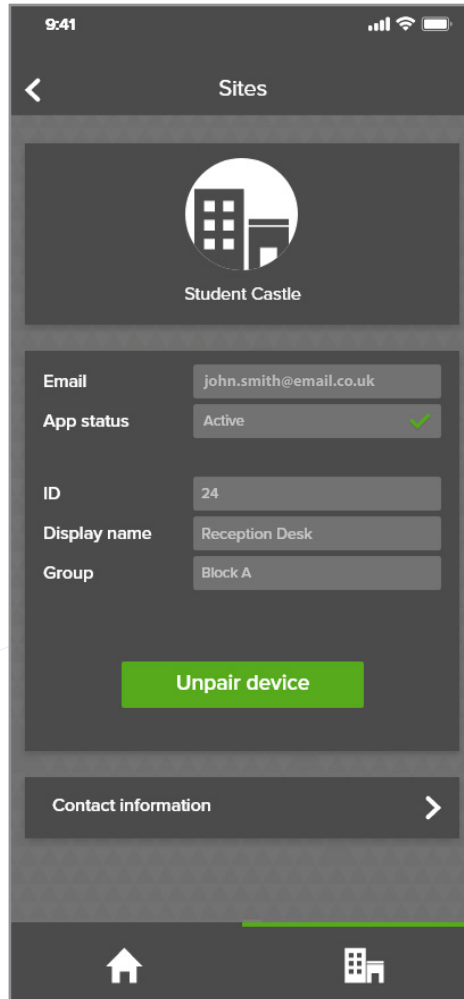 9:41
Sites
Student Castle
Email john.smith@email.co.uk
App status Active
ID 24
Display name Reception Desk
Group Block A
Unpair device
Contact information